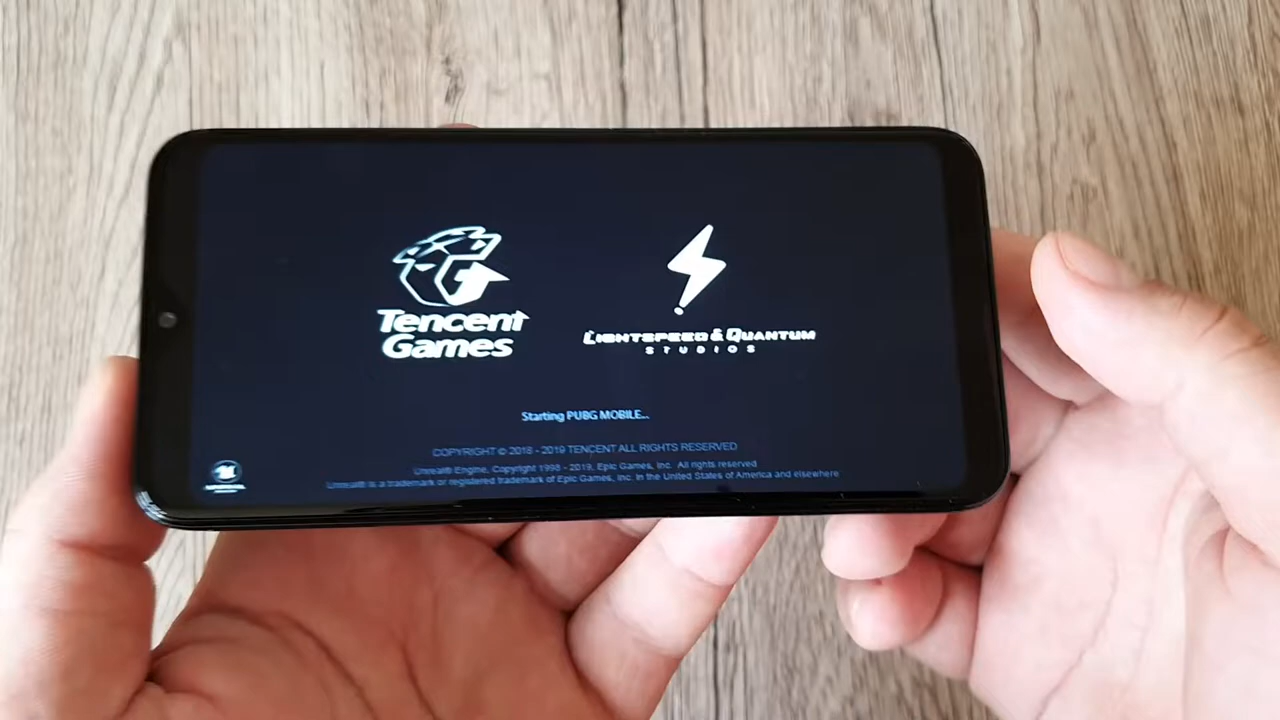 Tencent
Games
LIGHTSPEED & QUANTUM
STUDIOS
Starting PUBG MOBILE...
COPYRIGHT © 2018 - 2019 TENCENT ALL RIGHTS RESERVED
Unreal® Engine, Copyright 1998 - 2019, Epic Games, Inc. All rights reserved
Unreal® is a trademark or registered trademark of Epic Games, Inc. in the United States of America and elsewhere